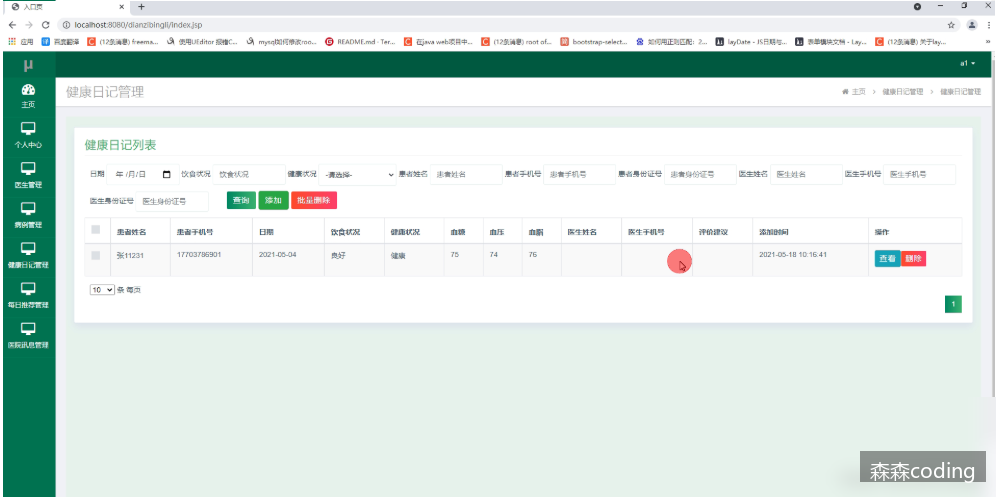 入口页
localhost:8080/dianzibingli/index.jsp
应用 百度翻译 (12条消息) freema... 使用UEditor 报错C... mysql如何修改roo... README.md · Ter... 在java web项目中... (12条消息) root of... bootstrap-select... 如何用正则匹配: 2... layDate - JS日期与... 表单模块文档 - Lay... (12条消息) 关于lay...
μ
a1
主页
个人中心
医生管理
病例管理
健康日记管理
每日推荐管理
医院讯息管理
健康日记管理
主页 > 健康日记管理 > 健康日记管理
健康日记列表
日期 年 /月/日 饮食状况 饮食状况 健康状况 -请选择- 患者姓名 患者姓名 患者手机号 患者手机号 患者身份证号 患者身份证号 医生姓名 医生姓名 医生手机号 医生手机号
医生身份证号 医生身份证号 查询 添加 批量删除
患者姓名 患者手机号 日期 饮食状况 健康状况 血糖 血压 血脂 医生姓名 医生手机号 评价建议 添加时间 操作
张11231 17703786901 2021-05-04 良好 健康 75 74 76 2021-05-18 10:16:41 查看 删除
10 条 每页
1
森森coding